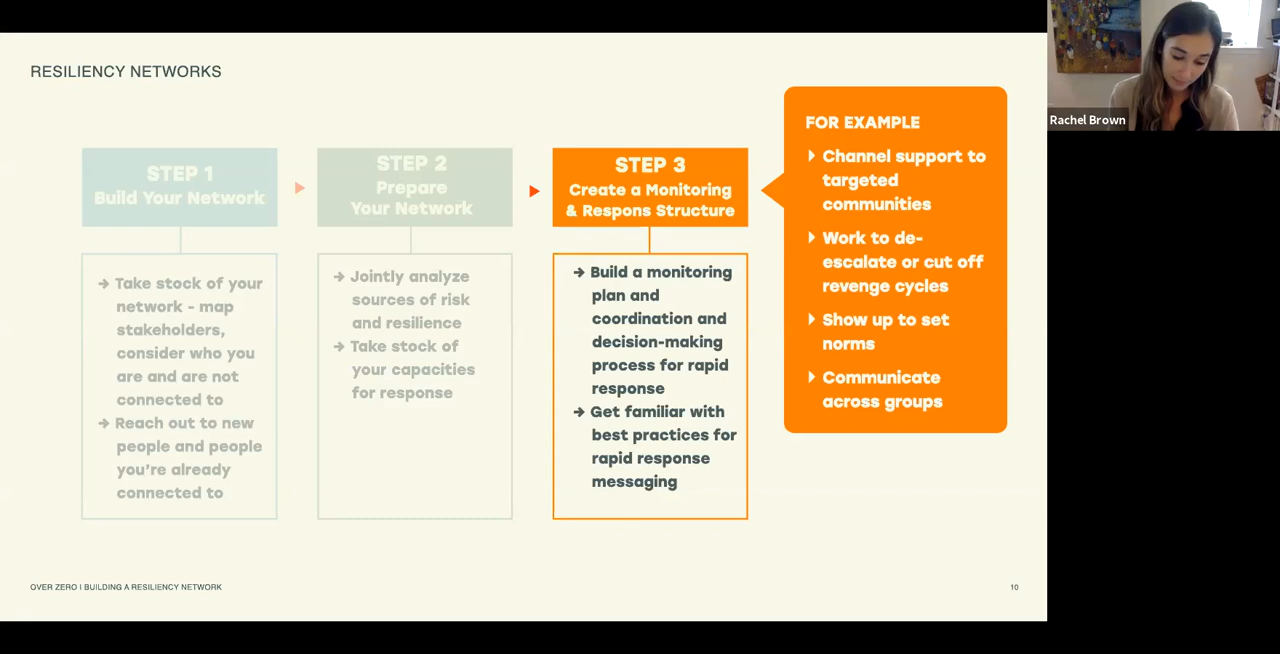 RESILIENCY NETWORKS
STEP 1
Build Your Network
→ Take stock of your
network - map
stakeholders,
consider who you
are and are not
connected to
→ Reach out to new
people and people
you're already
connected to
STEP 2
Prepare
Your Network
→ Jointly analyze
sources of risk
and resilience
→ Take stock of
your capacities
for response
STEP 3
Create a Monitoring
& Respons Structure
→ Build a monitoring
plan and
coordination and
decision-making
process for rapid
response
→ Get familiar with
best practices for
rapid response
messaging
FOR EXAMPLE
Channel support to
targeted
communities
Work to de-
escalate or cut off
revenge cycles
Show up to set
norms
Communicate
across groups
Rachel Brown
OVER ZERO I BUILDING A RESILIENCY NETWORK
10